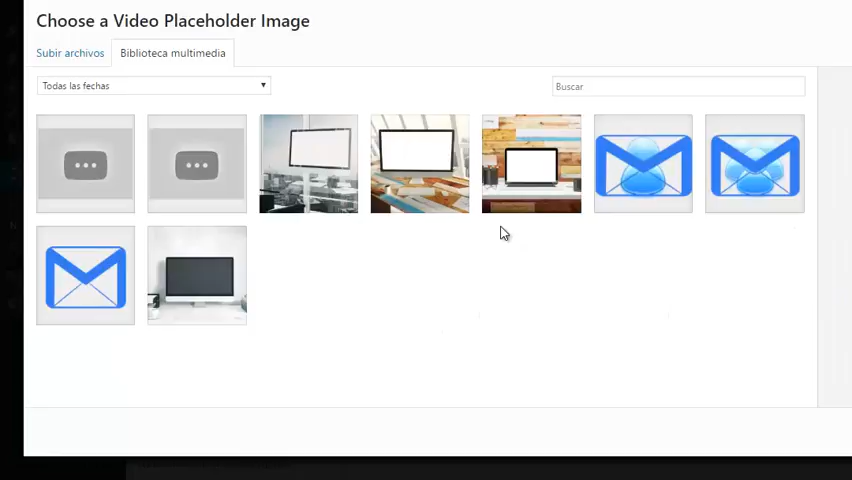 Choose a Video Placeholder Image
Subir archivos
Biblioteca multimedia
Todas las fechas
Buscar